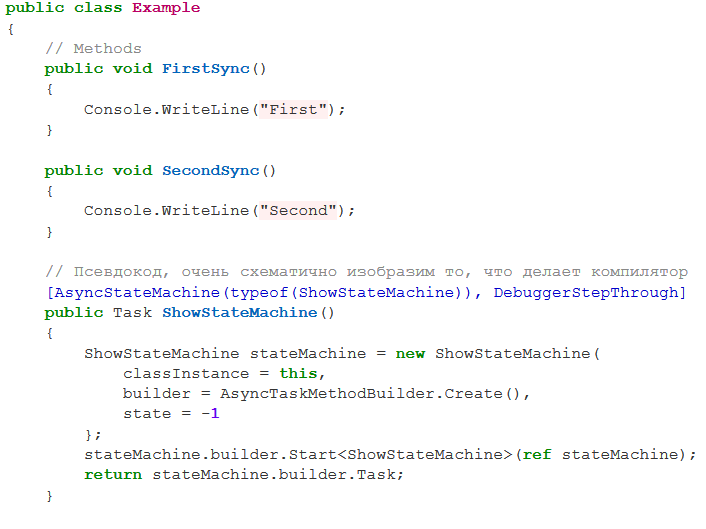 public class Example
{
    // Methods
    public void FirstSync()
    {
        Console.WriteLine("First");
    }

    public void SecondSync()
    {
        Console.WriteLine("Second");
    }

    // Псевдокод, очень схематично изобразим то, что делает компилятор
    [AsyncStateMachine(typeof(ShowStateMachine)), DebuggerStepThrough]
    public Task ShowStateMachine()
    {
        ShowStateMachine stateMachine = new ShowStateMachine(
            classInstance = this,
            builder = AsyncTaskMethodBuilder.Create(),
            state = -1
        };
        stateMachine.builder.Start<ShowStateMachine>(ref stateMachine);
        return stateMachine.builder.Task;
    }